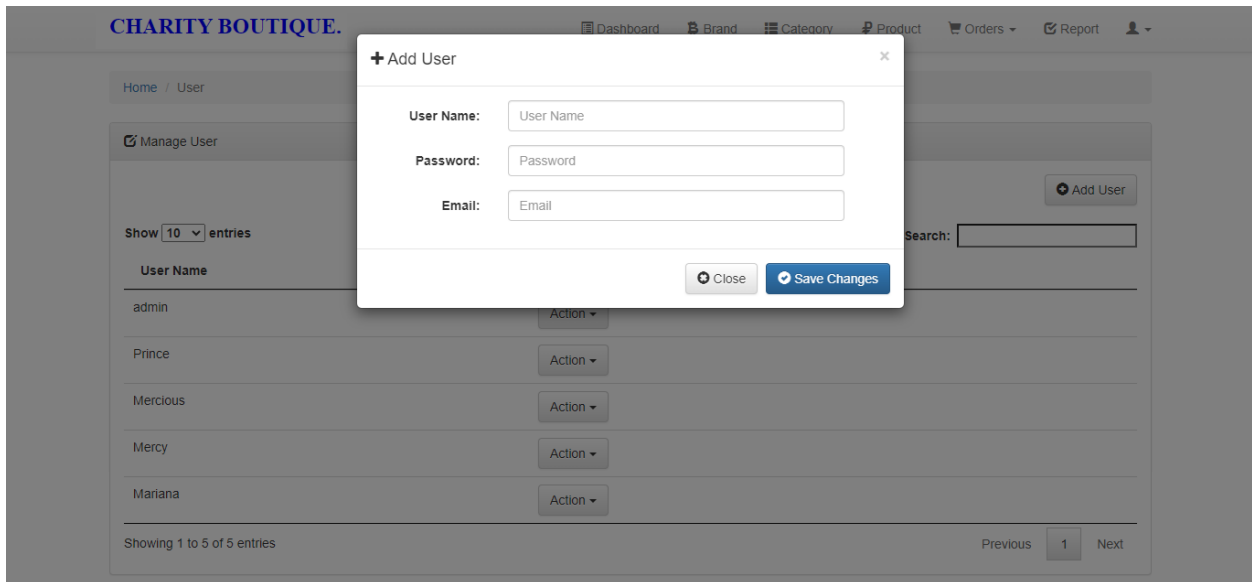 CHARITY BOUTIQUE.
Dashboard Brand Category Product Orders Report
+ Add User ×
Home / User
User Name: User Name
Manage User
Password: Password
Add User
Email: Email
Show 10 entries Search:
User Name
Close Save Changes
admin Action
Prince Action
Mercious Action
Mercy Action
Mariana Action
Showing 1 to 5 of 5 entries Previous 1 Next